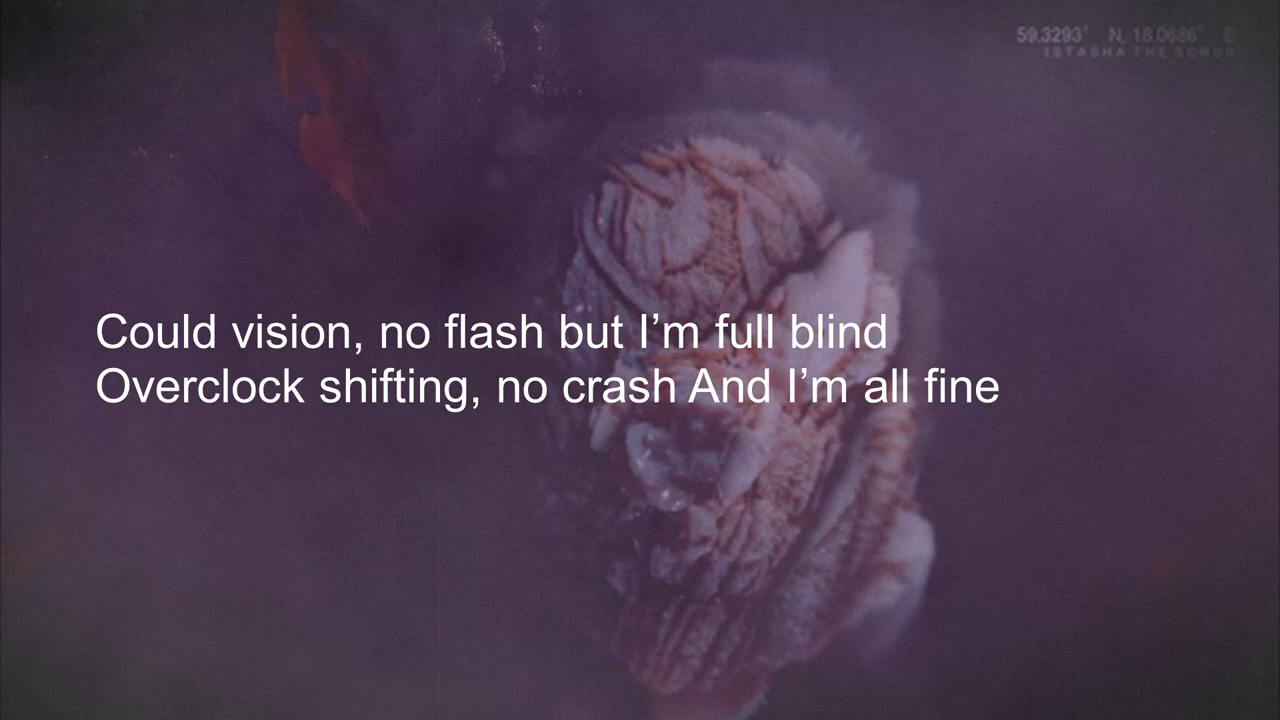 59.3293° N, 18.0686° E
Could vision, no flash but I’m full blind
Overclock shifting, no crash And I’m all fine